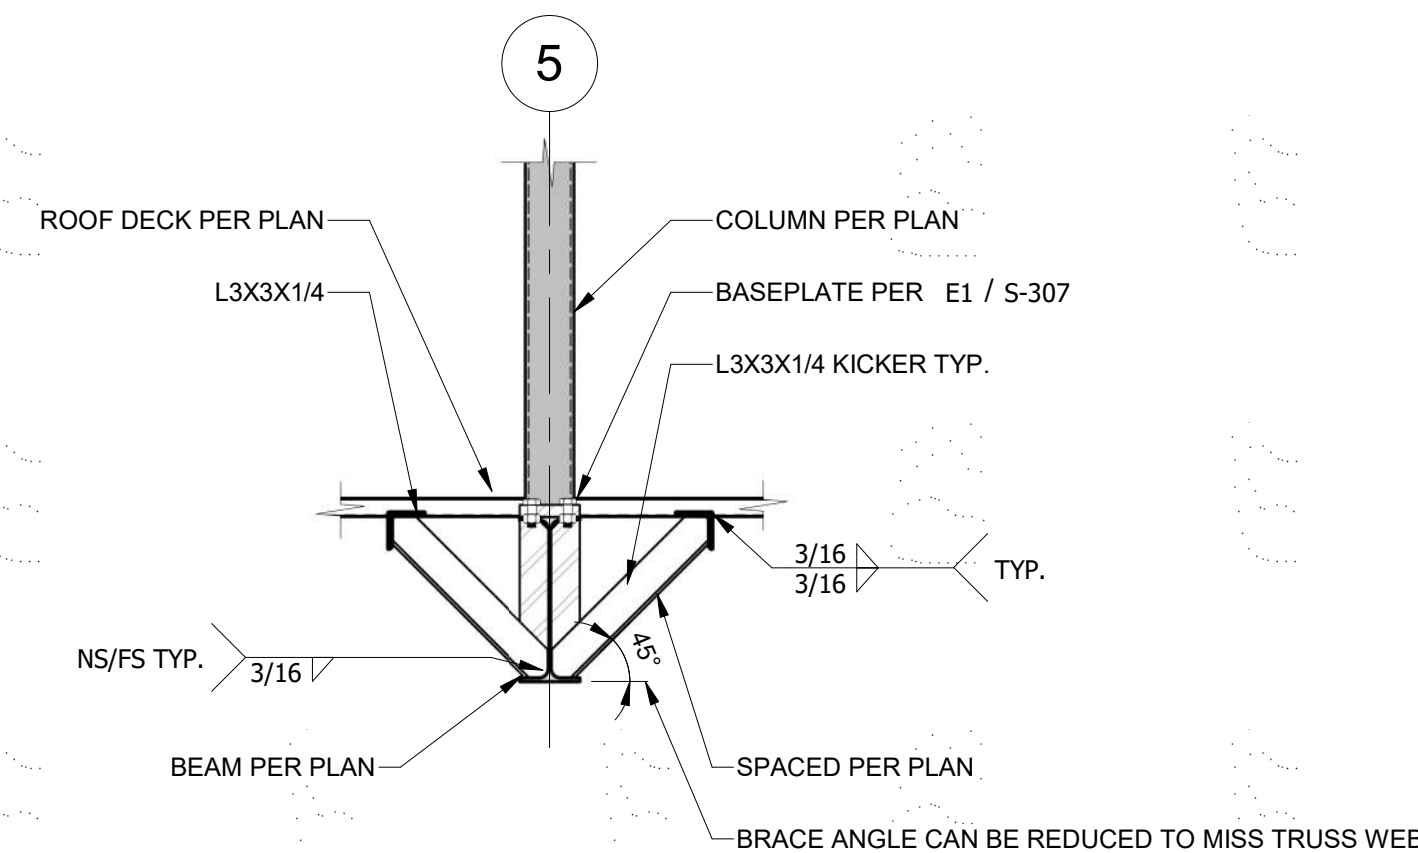 5
ROOF DECK PER PLAN
COLUMN PER PLAN
L3X3X1/4
BASEPLATE PER E1 / S-307
L3X3X1/4 KICKER TYP.
3/16
3/16
TYP.
45°
NS/FS TYP.
3/16
BEAM PER PLAN
SPACED PER PLAN
BRACE ANGLE CAN BE REDUCED TO MISS TRUSS WEB